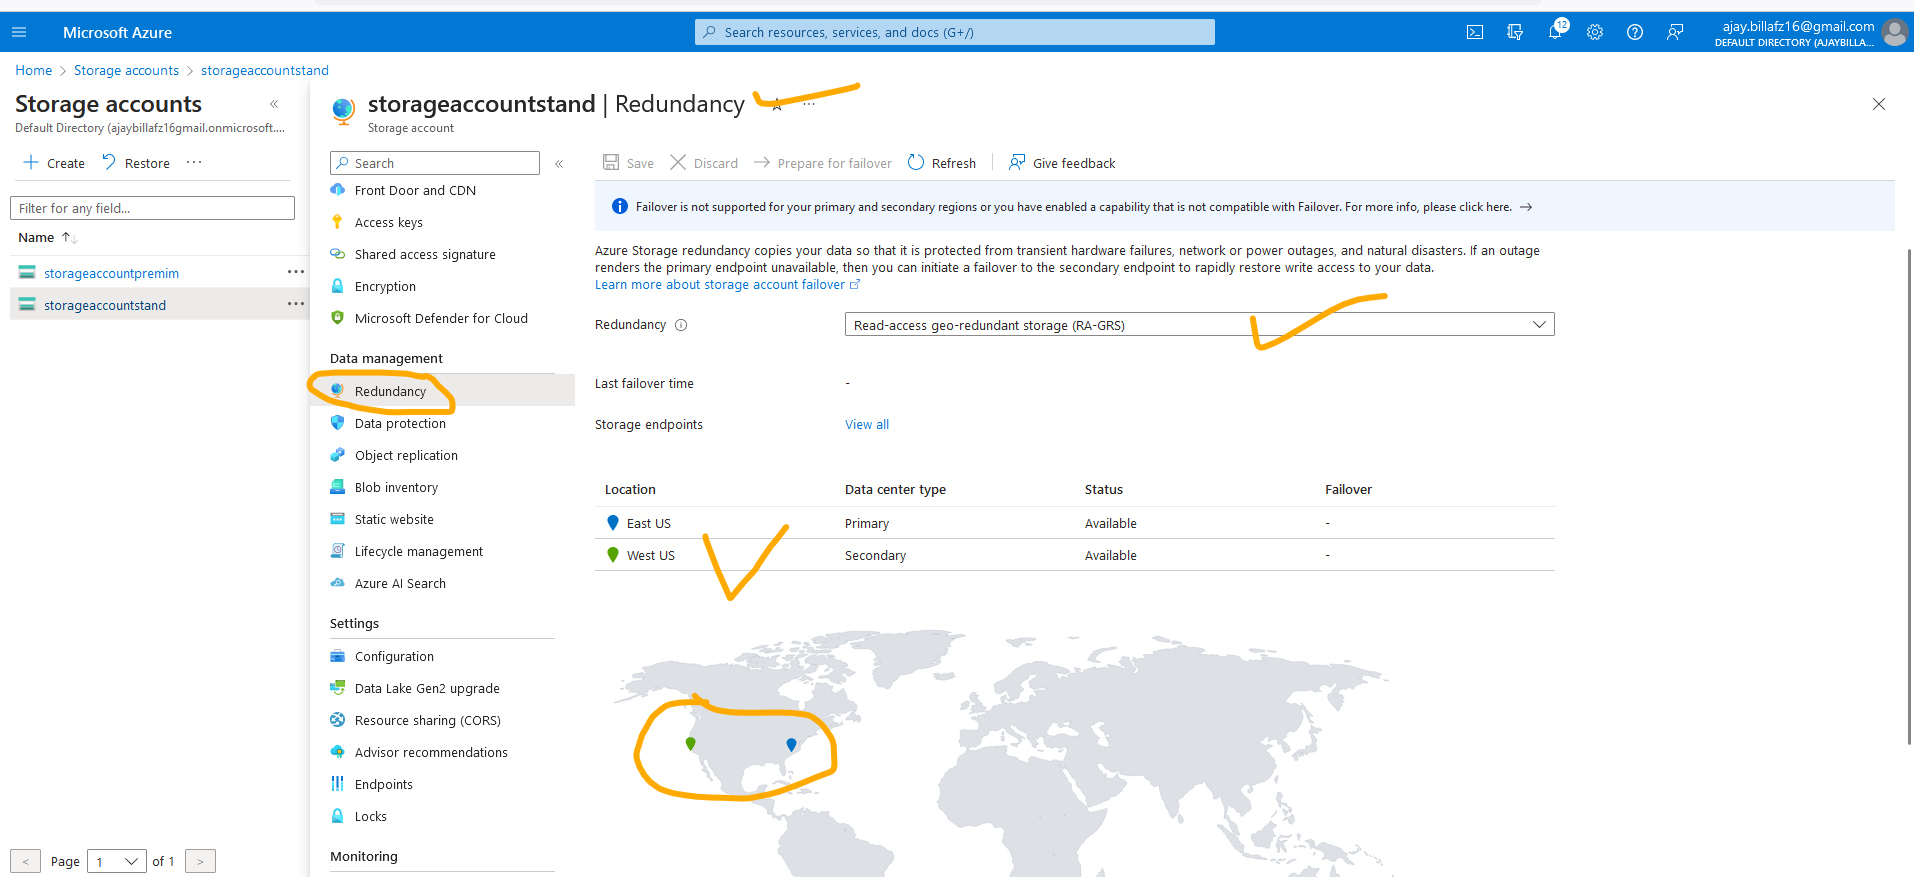 Microsoft Azure
Search resources, services, and docs (G+/)
12
ajay.billafz16@gmail.com
DEFAULT DIRECTORY (AJAYBILLA...
Home > Storage accounts > storageaccountstand
Storage accounts «
Default Directory (ajaybillafz16gmail.onmicrosoft....
+ Create Restore ...
Filter for any field...
Name ↑↓
storageaccountpremim ...
storageaccountstand ...
< Page 1 of 1 >
storageaccountstand | Redundancy ...
Storage account
Search «
Front Door and CDN
Access keys
Shared access signature
Encryption
Microsoft Defender for Cloud
Data management
Redundancy
Data protection
Object replication
Blob inventory
Static website
Lifecycle management
Azure AI Search
Settings
Configuration
Data Lake Gen2 upgrade
Resource sharing (CORS)
Advisor recommendations
Endpoints
Locks
Monitoring
Save Discard Prepare for failover Refresh Give feedback
Failover is not supported for your primary and secondary regions or you have enabled a capability that is not compatible with Failover. For more info, please click here. →
Azure Storage redundancy copies your data so that it is protected from transient hardware failures, network or power outages, and natural disasters. If an outage
renders the primary endpoint unavailable, then you can initiate a failover to the secondary endpoint to rapidly restore write access to your data.
Learn more about storage account failover
Redundancy Read-access geo-redundant storage (RA-GRS)
Last failover time -
Storage endpoints View all
Location Data center type Status Failover
East US Primary Available -
West US Secondary Available -